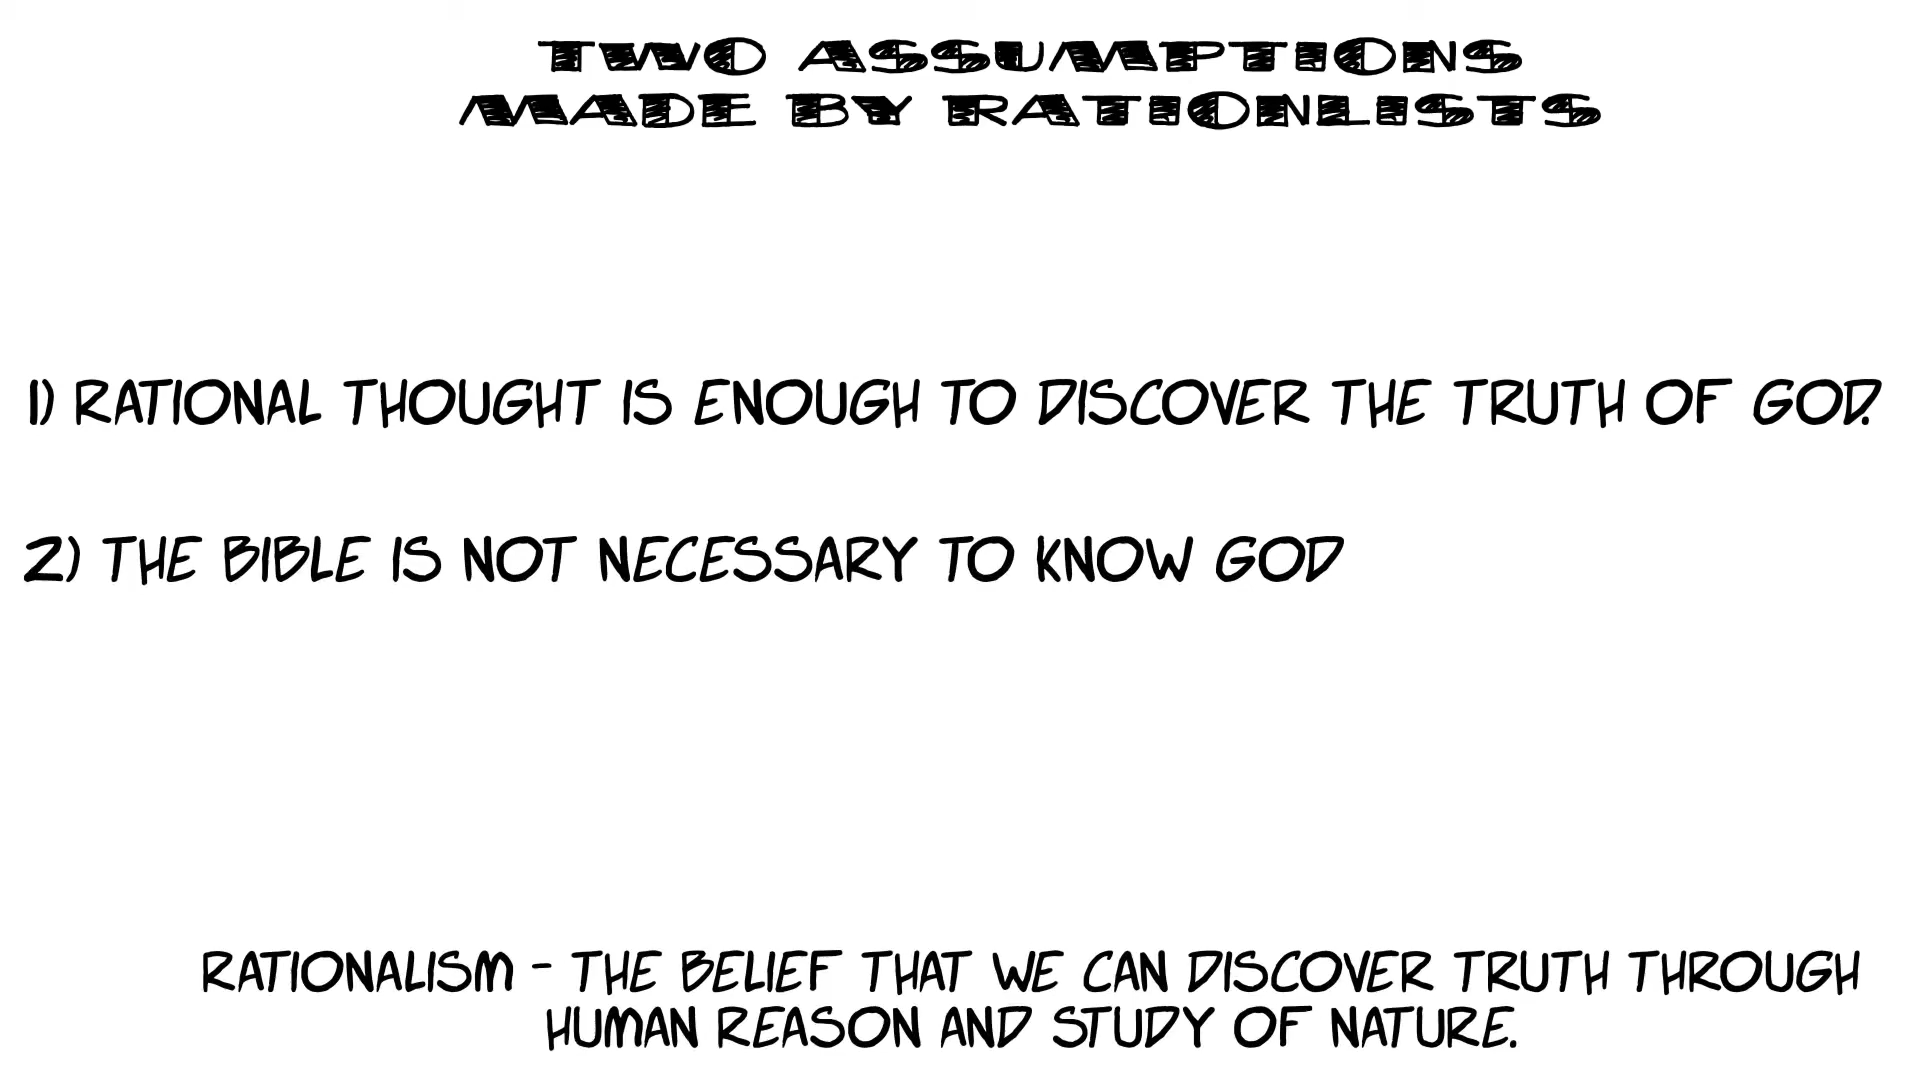 TWO ASSUMPTIONS
MADE BY RATIONLISTS
1) RATIONAL THOUGHT IS ENOUGH TO DISCOVER THE TRUTH OF GOD.
2) THE BIBLE IS NOT NECESSARY TO KNOW GOD
RATIONALISM - THE BELIEF THAT WE CAN DISCOVER TRUTH THROUGH
HUMAN REASON AND STUDY OF NATURE.